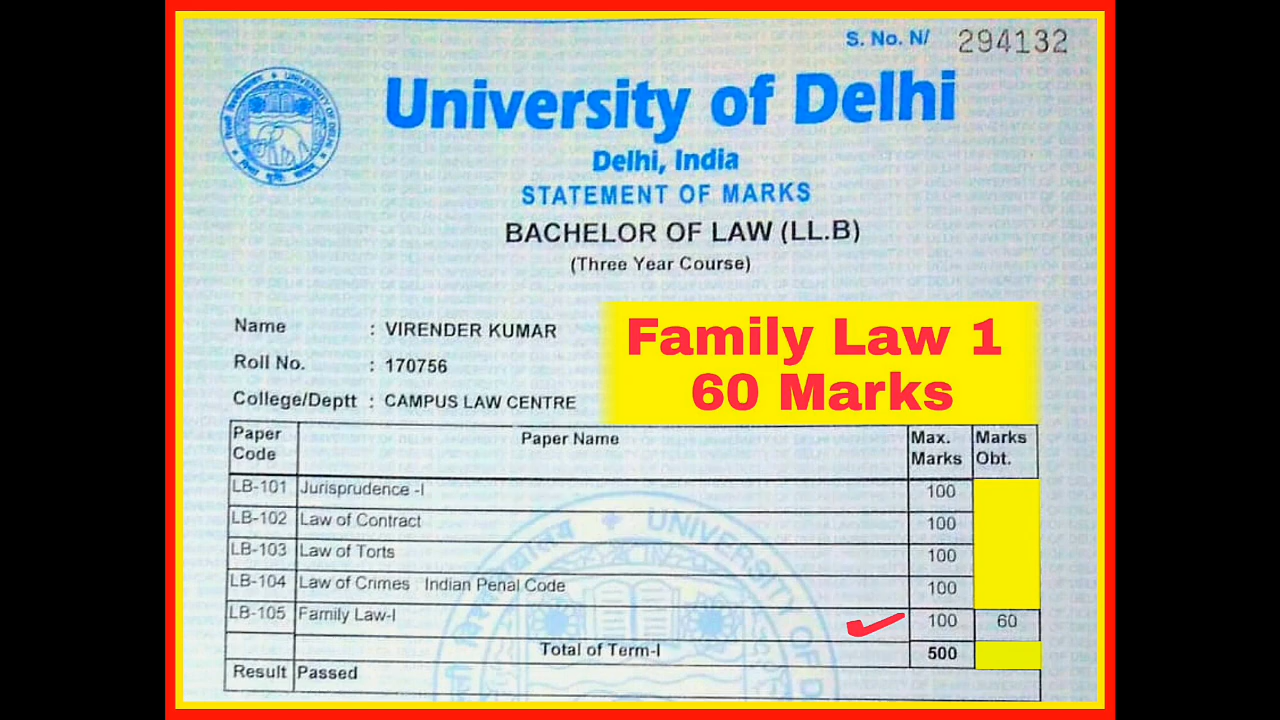 S. No. N/ 294132
University of Delhi
Delhi, India
STATEMENT OF MARKS
BACHELOR OF LAW (LL.B)
(Three Year Course)
Name : VIRENDER KUMAR
Roll No. : 170756
College/Deptt : CAMPUS LAW CENTRE
Family Law 1
60 Marks
Paper Code Paper Name Max. Marks Marks Obt.
LB-101 Jurisprudence -I 100
LB-102 Law of Contract 100
LB-103 Law of Torts 100
LB-104 Law of Crimes Indian Penal Code 100
LB-105 Family Law-I 100 60
Total of Term-I 500
Result Passed
UNIVERSITY OF D